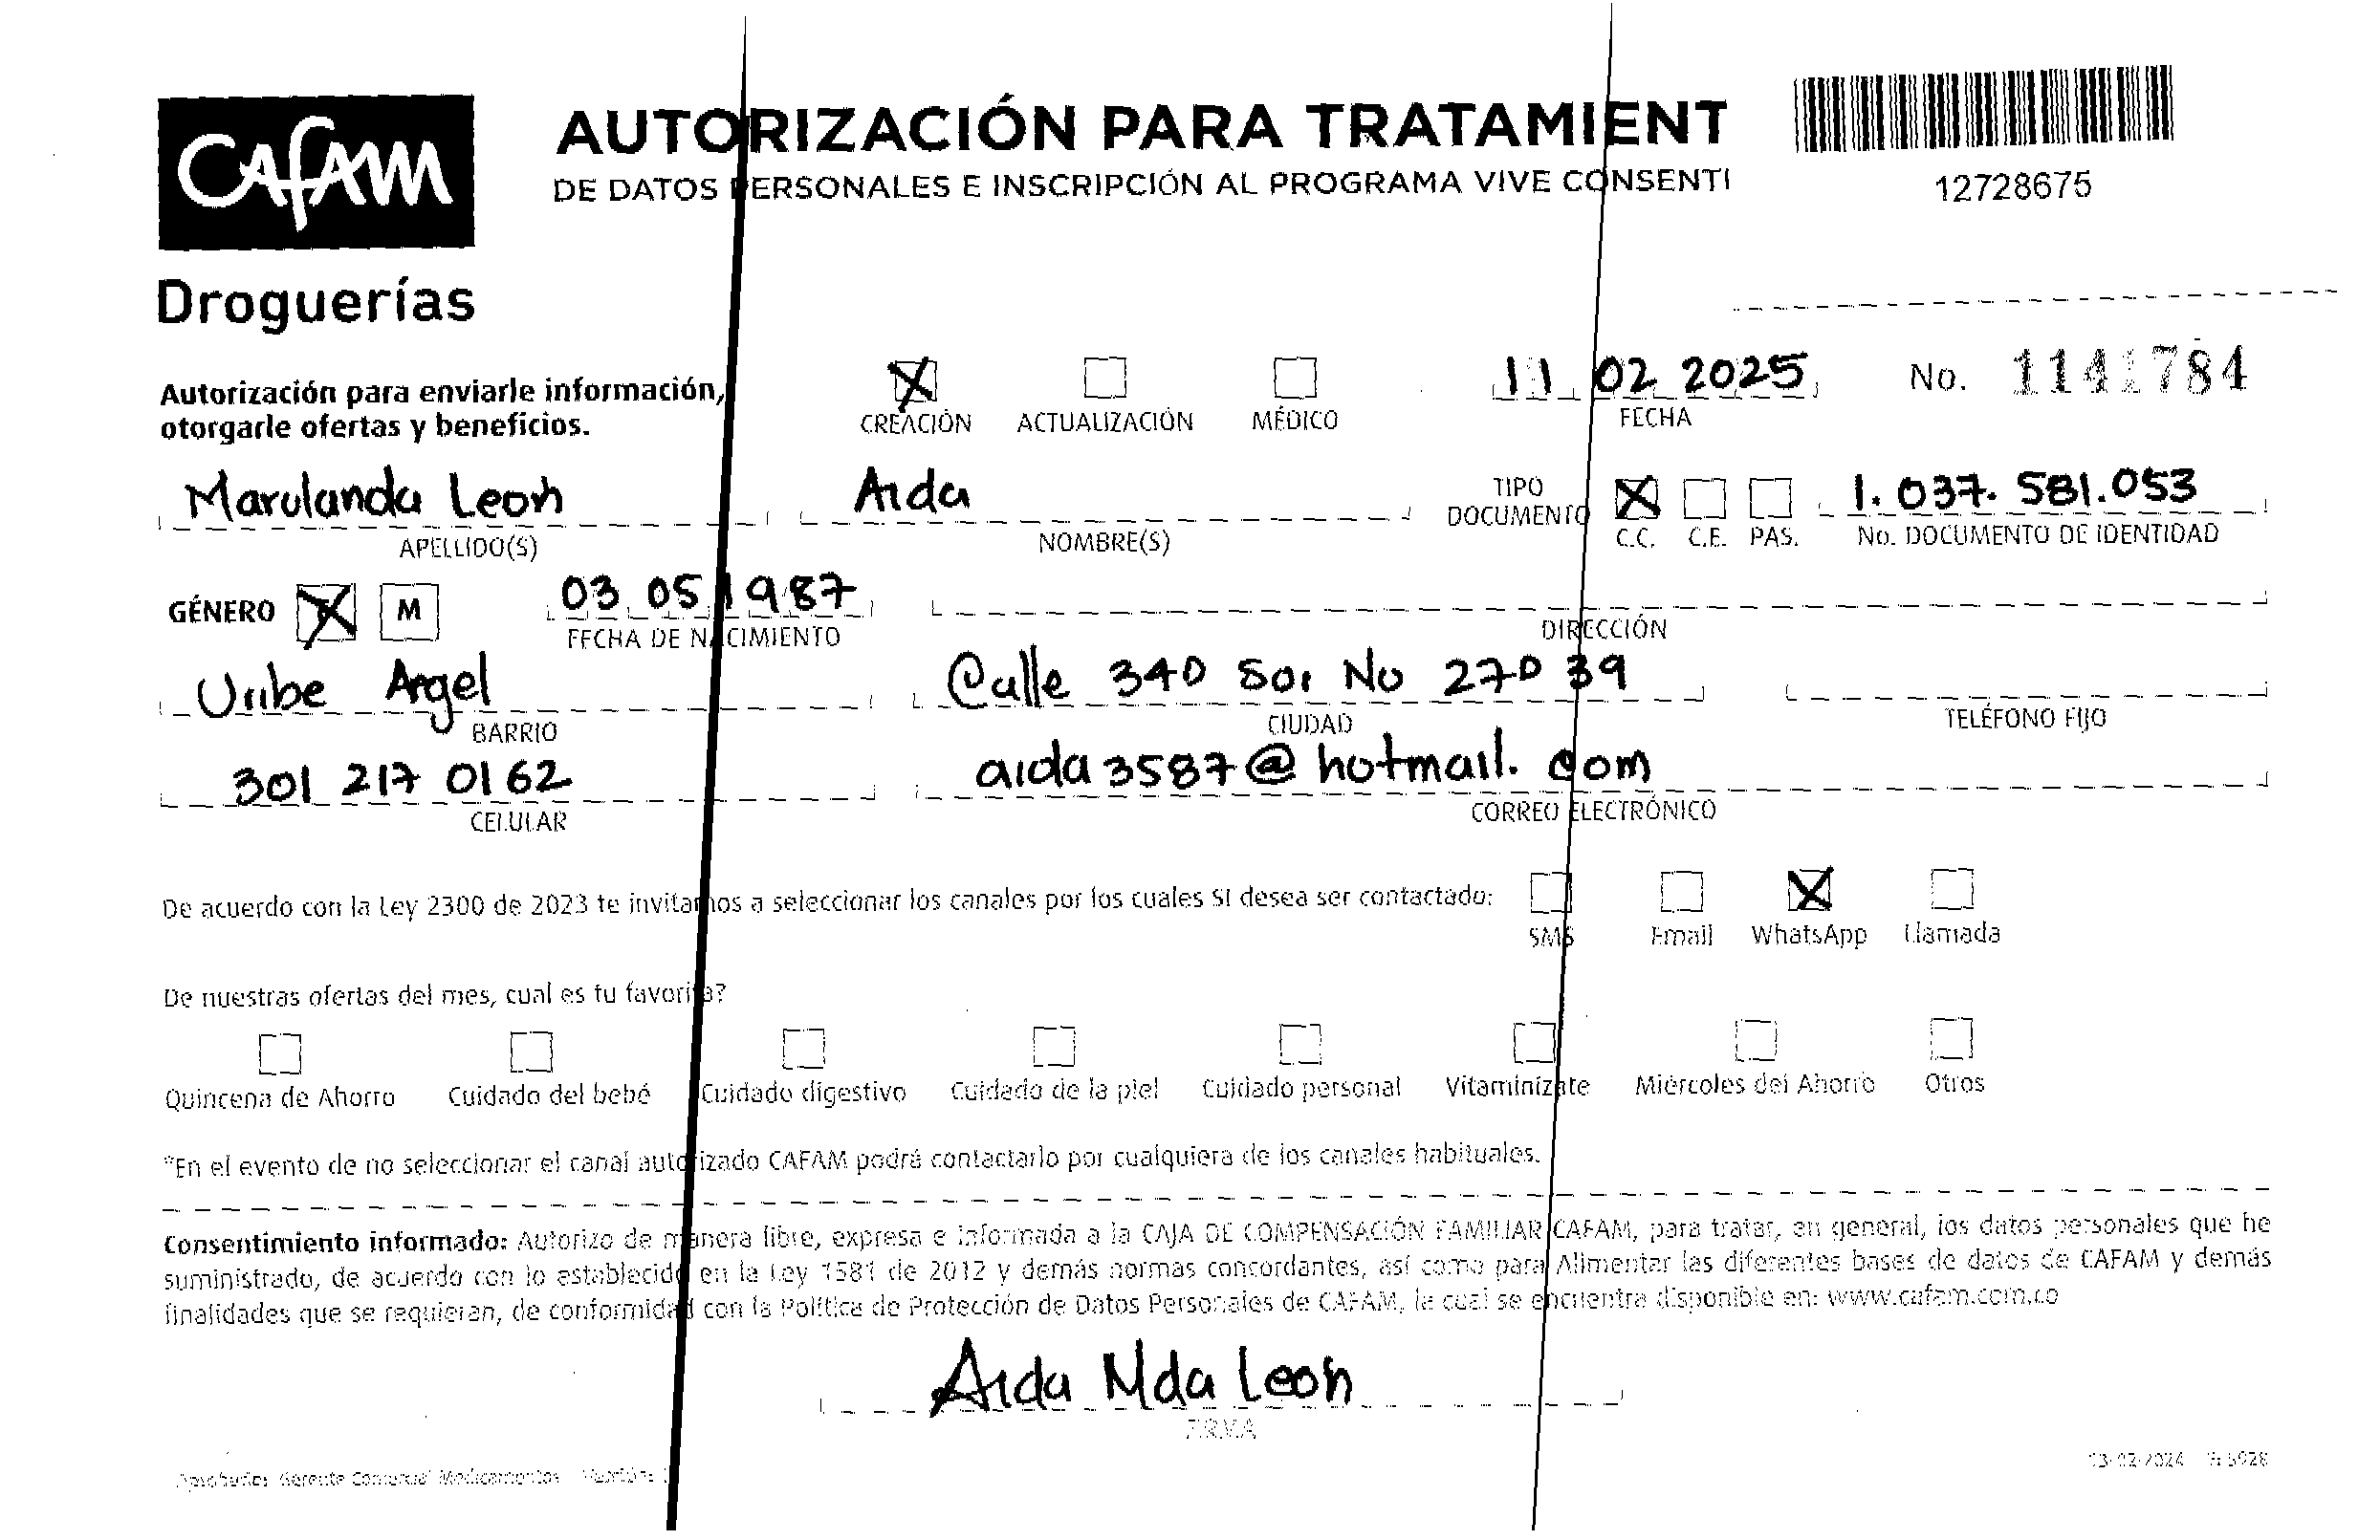 CAFAM
Droguerías
AUTORIZACIÓN PARA TRATAMIENT
DE DATOS PERSONALES E INSCRIPCIÓN AL PROGRAMA VIVE CONSENTI
12728675
Autorización para enviarle información,
otorgarle ofertas y beneficios.
X CREACIÓN ACTUALIZACIÓN MÉDICO
11 02 2025
FECHA
No. 1141784
Marulanda Leon
APELLIDO(S)
Aida
NOMBRE(S)
TIPO
DOCUMENTO
X C.C. C.E. PAS.
1.037.581.053
No. DOCUMENTO DE IDENTIDAD
GÉNERO X M
03 05 1987
FECHA DE NACIMIENTO
DIRECCIÓN
Uribe Angel
BARRIO
Calle 34D No 27D 39
CIUDAD
TELÉFONO FIJO
301 217 0162
CELULAR
aida3587@hotmail.com
CORREO ELECTRÓNICO
De acuerdo con la Ley 2300 de 2023 te invitamos a seleccionar los canales por los cuales SI desea ser contactado:
SMS Email X WhatsApp Llamada
De nuestras ofertas del mes, cual es tu favorita?
Quincena de Ahorro Cuidado del bebé Cuidado digestivo Cuidado de la piel Cuidado personal Vitaminízate Miércoles del Ahorro Otros
*En el evento de no seleccionar el canal autorizado CAFAM podrá contactarlo por cualquiera de los canales habituales.
Consentimiento informado: Autorizo de manera libre, expresa e informada a la CAJA DE COMPENSACIÓN FAMILIAR CAFAM, para tratar, en general, los datos personales que he
suministrado, de acuerdo con lo establecido en la Ley 1581 de 2012 y demás normas concordantes, así como para Alimentar las diferentes bases de datos de CAFAM y demás
finalidades que se requieran, de conformidad con la Política de Protección de Datos Personales de CAFAM, la cual se encuentra disponible en: www.cafam.com.co
Aida Mda Leon
FIRMA
Gerente Comercial Medicamentos